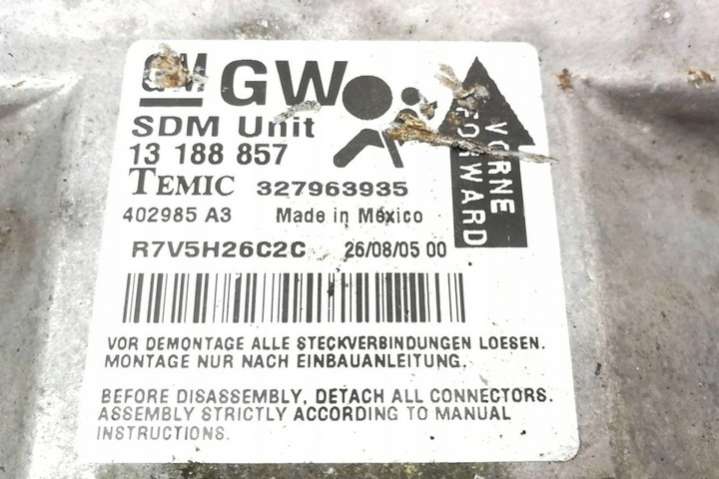 GM GW
SDM Unit
13 188 857
TEMIC 327963935
402985 A3 Made in Mexico
R7V5H26C2C 26/08/05 00
VOR DEMONTAGE ALLE STECKVERBINDUNGEN LOESEN.
MONTAGE NUR NACH EINBAUANLEITUNG.
BEFORE DISASSEMBLY, DETACH ALL CONNECTORS.
ASSEMBLY STRICTLY ACCORDING TO MANUAL
INSTRUCTIONS.
VORNE
FORWARD